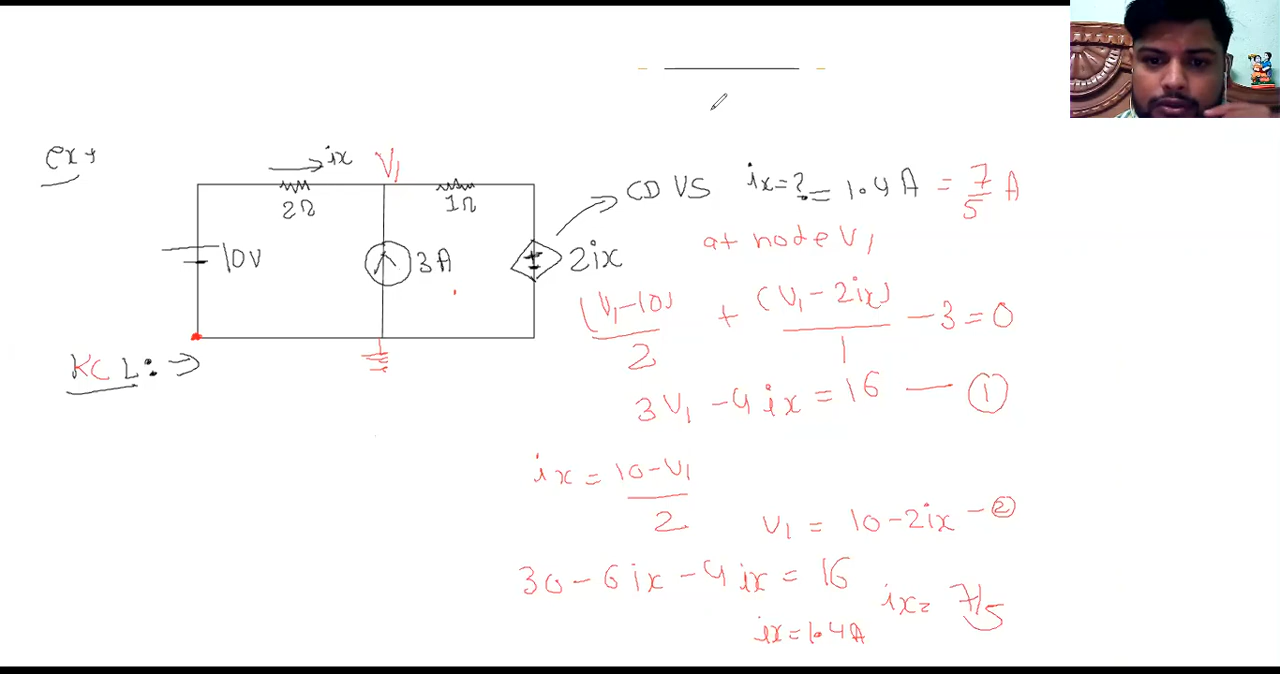 ex+
ix
V1
2Ω
1Ω
10V
3A
2ix
CD VS
ix=? = 1.4A = 7/5 A
at node V1
(V1-10)/2 + (V1-2ix)/1 - 3 = 0
3V1 - 4ix = 16 — ①
ix = 10-V1/2
V1 = 10-2ix - ②
30 - 6ix - 4ix = 16
ix = 7/5
ix = 1.4A
KCL:→